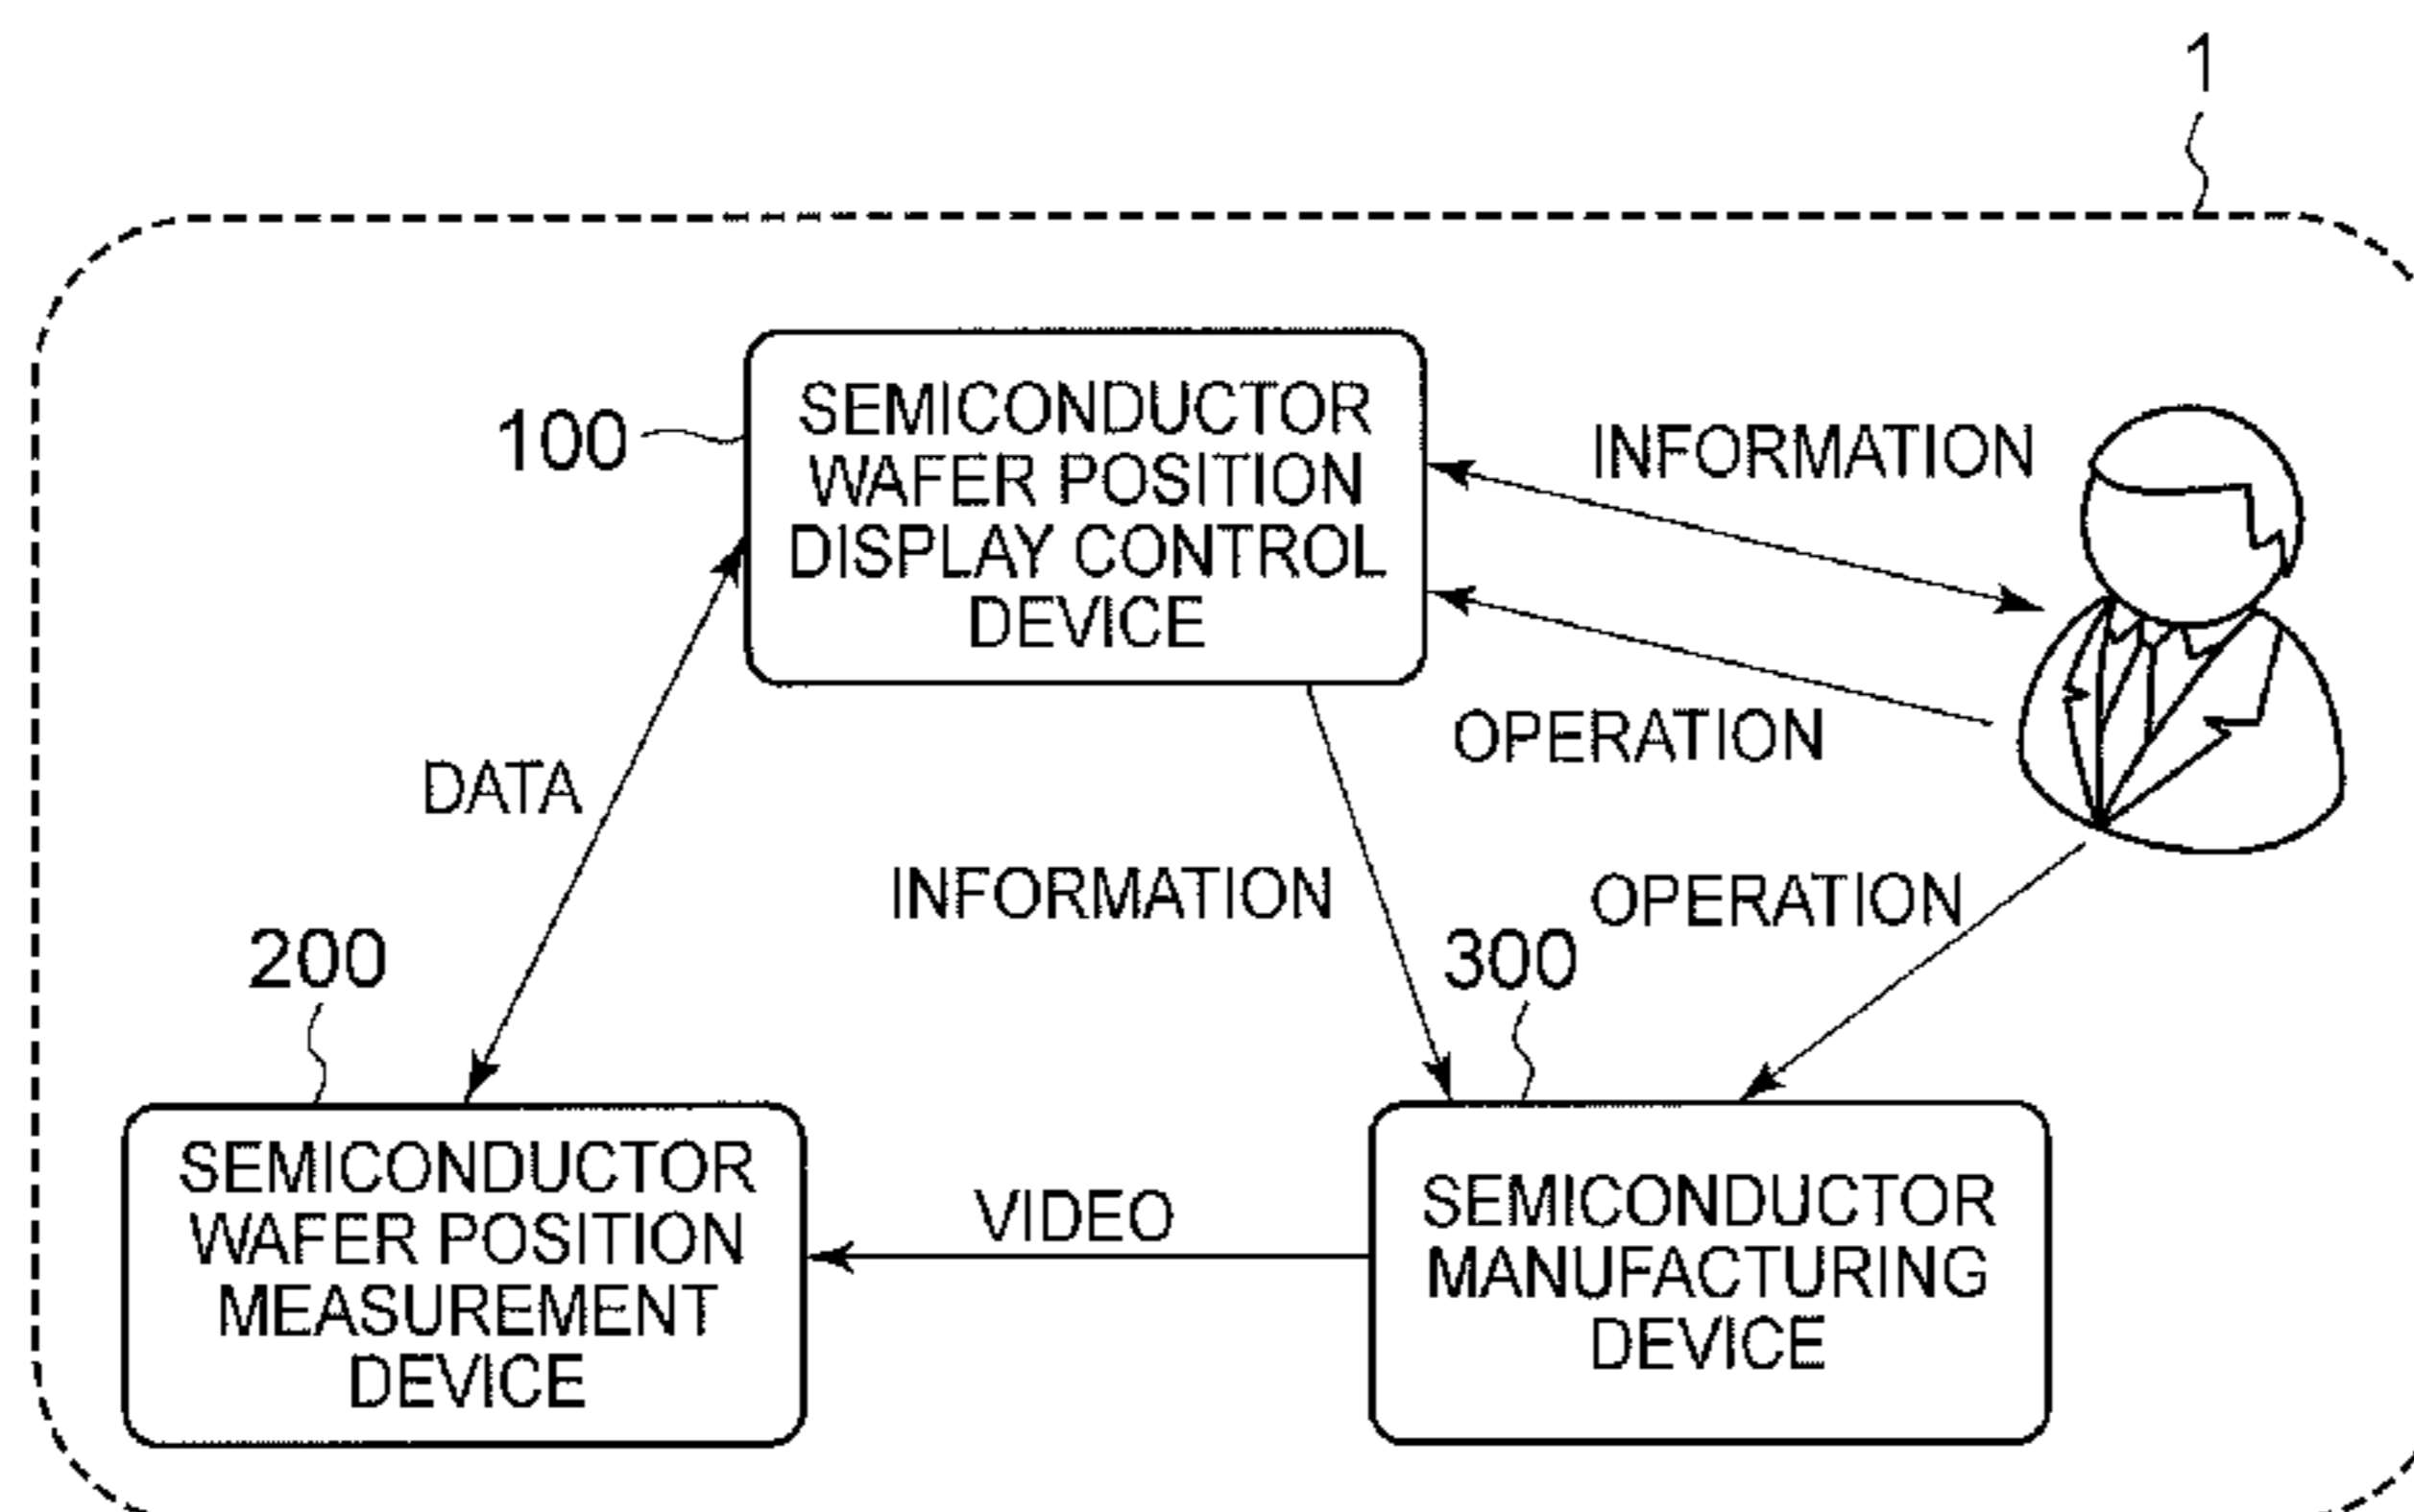 1
100
SEMICONDUCTOR
WAFER POSITION
DISPLAY CONTROL
DEVICE
INFORMATION
OPERATION
DATA
INFORMATION
OPERATION
200
300
SEMICONDUCTOR
WAFER POSITION
MEASUREMENT
DEVICE
VIDEO
SEMICONDUCTOR
MANUFACTURING
DEVICE